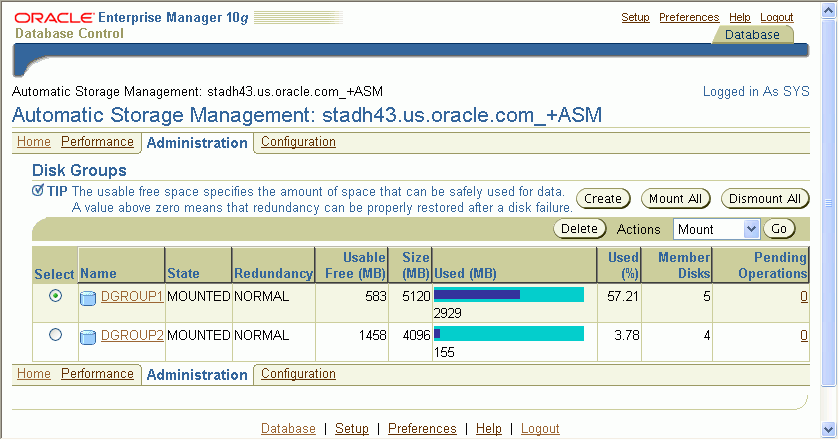 ORACLE Enterprise Manager 10g
Database Control
Setup Preferences Help Logout
Database
Automatic Storage Management: stadh43.us.oracle.com_+ASM
Logged in As SYS
Automatic Storage Management: stadh43.us.oracle.com_+ASM
Home Performance Administration Configuration
Disk Groups
TIP The usable free space specifies the amount of space that can be safely used for data.
A value above zero means that redundancy can be properly restored after a disk failure.
Create Mount All Dismount All
Delete Actions Mount Go
Select Name State Redundancy Usable Free (MB) Size (MB) Used (MB) Used (%) Member Disks Pending Operations
DGROUP1 MOUNTED NORMAL 583 5120 2929 57.21 5 0
DGROUP2 MOUNTED NORMAL 1458 4096 155 3.78 4 0
Home Performance Administration Configuration
Database | Setup | Preferences | Help | Logout